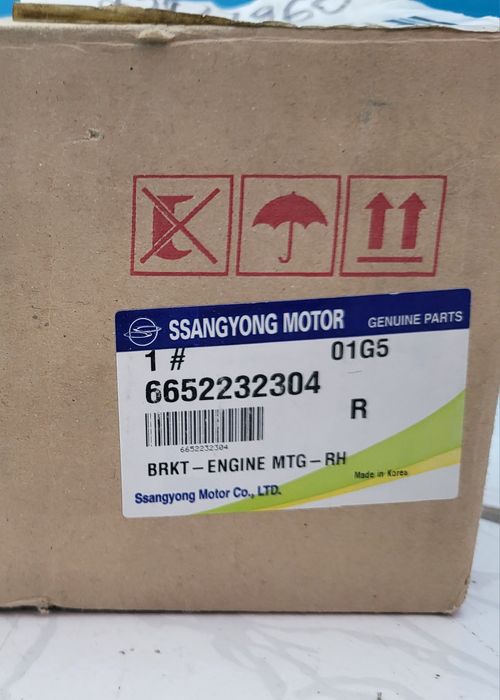 SSANGYONG MOTOR GENUINE PARTS
1 # 01G5
6652232304
R
6652232304
BRKT-ENGINE MTG-RH
Made in Korea
Ssangyong Motor Co., LTD.